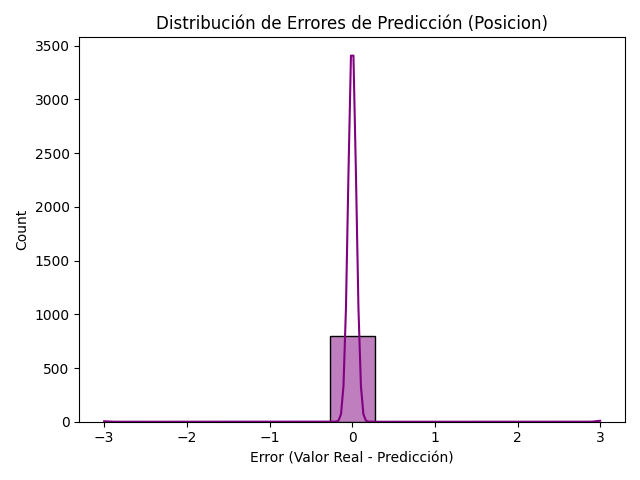 Distribución de Errores de Predicción (Posicion)
3500
3000
2500
2000
1500
1000
500
0
Count
−3 −2 −1 0 1 2 3
Error (Valor Real - Predicción)